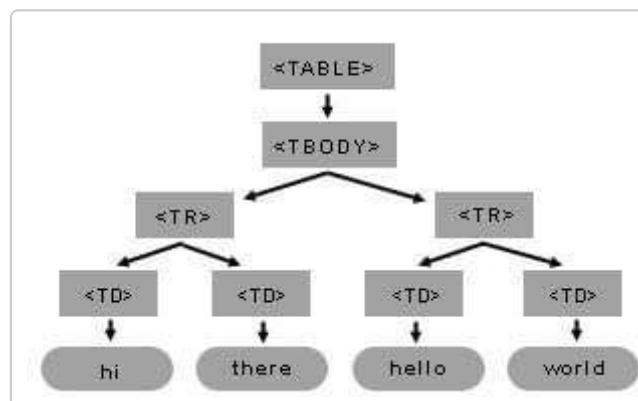 <TABLE>
<TBODY>
<TR> <TR>
<TD> <TD> <TD> <TD>
hi there hello world